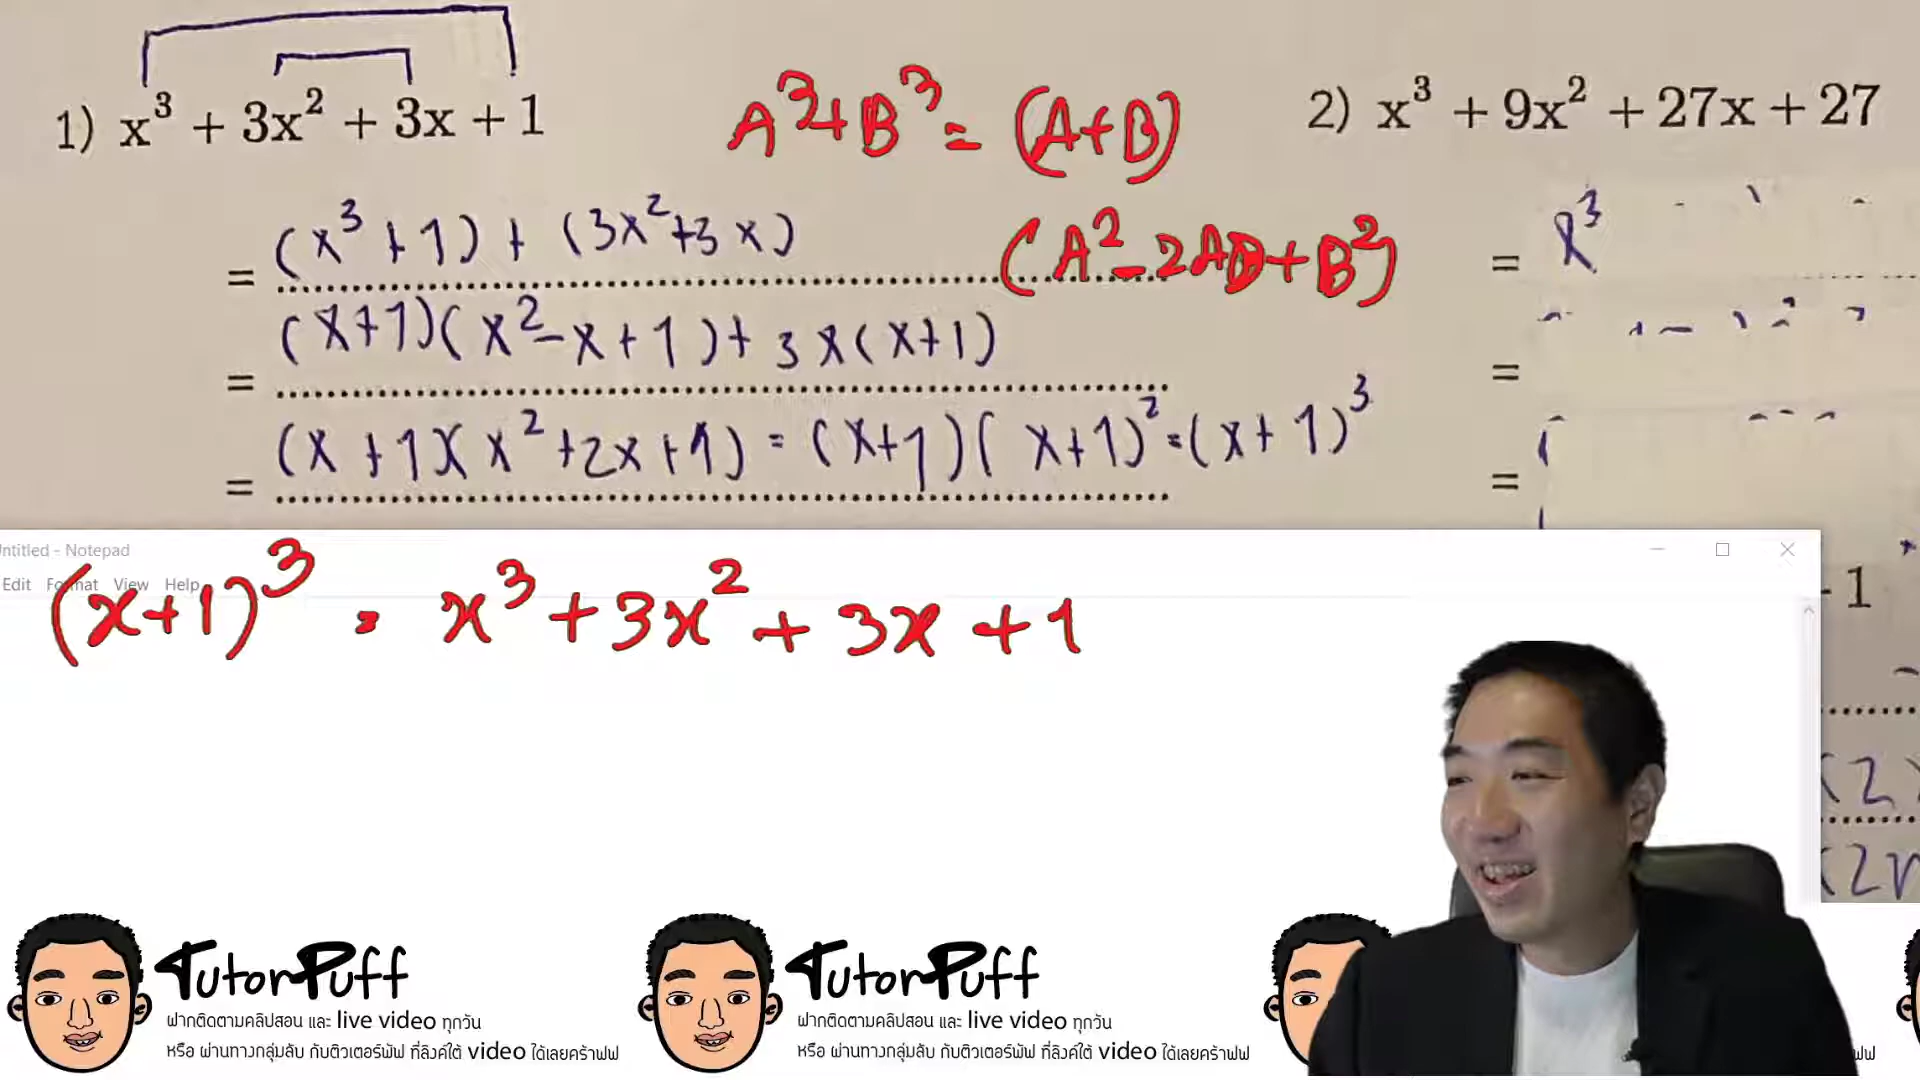 1) x³ + 3x² + 3x + 1
A³+B³ = (A+B)
(A²-2AB+B²)
= (x³+1)+(3x²+3x)
= (x+1)(x²-x+1)+3x(x+1)
= (x+1)(x²+2x+1) = (x+1)(x+1)² = (x+1)³
2) x³ + 9x² + 27x + 27
= x³
=
=
- 1
(2
(2
Untitled - Notepad
Edit Format View Help
(x+1)³ = x³+3x²+3x+1
TutorPuff
ฝากติดตามคลิปสอน และ live video ทุกวัน
หรือ ผ่านทางกลุ่มลับ กับติวเตอร์พัฟ ที่ลิงค์ใต้ video ได้เลยคร้าฟฟ
TutorPuff
ฝากติดตามคลิปสอน และ live video ทุกวัน
หรือ ผ่านทางกลุ่มลับ กับติวเตอร์พัฟ ที่ลิงค์ใต้ video ได้เลยคร้าฟฟ
ฟฟ